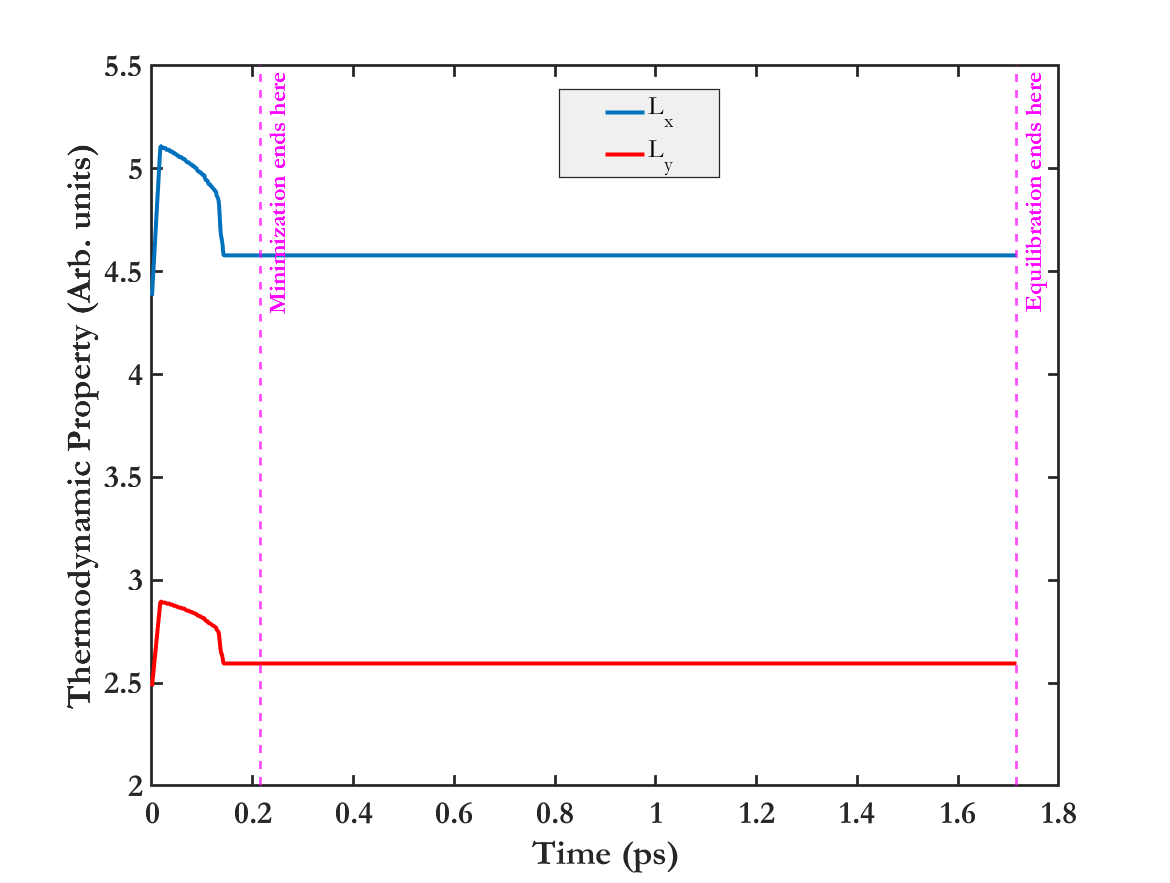 5.5
5
4.5
4
3.5
3
2.5
2
Thermodynamic Property (Arb. units)
Minimization ends here
L_x
L_y
Equilibration ends here
0 0.2 0.4 0.6 0.8 1 1.2 1.4 1.6 1.8
Time (ps)